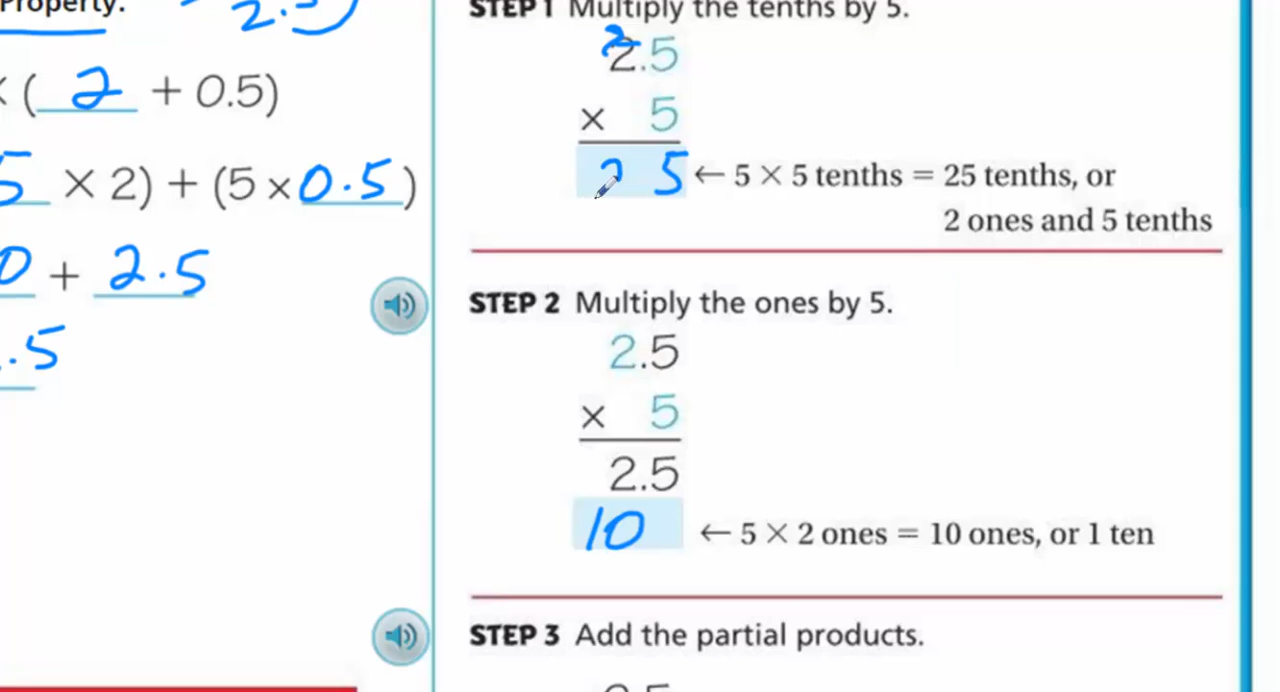 Property.
2.5
× ( 2 + 0.5)
5 × 2) + (5 × 0.5)
0 + 2.5
.5
STEP 1 Multiply the tenths by 5.
2
2.5
× 5
2 5 ← 5 × 5 tenths = 25 tenths, or
2 ones and 5 tenths
STEP 2 Multiply the ones by 5.
2.5
× 5
2.5
10 ← 5 × 2 ones = 10 ones, or 1 ten
STEP 3 Add the partial products.